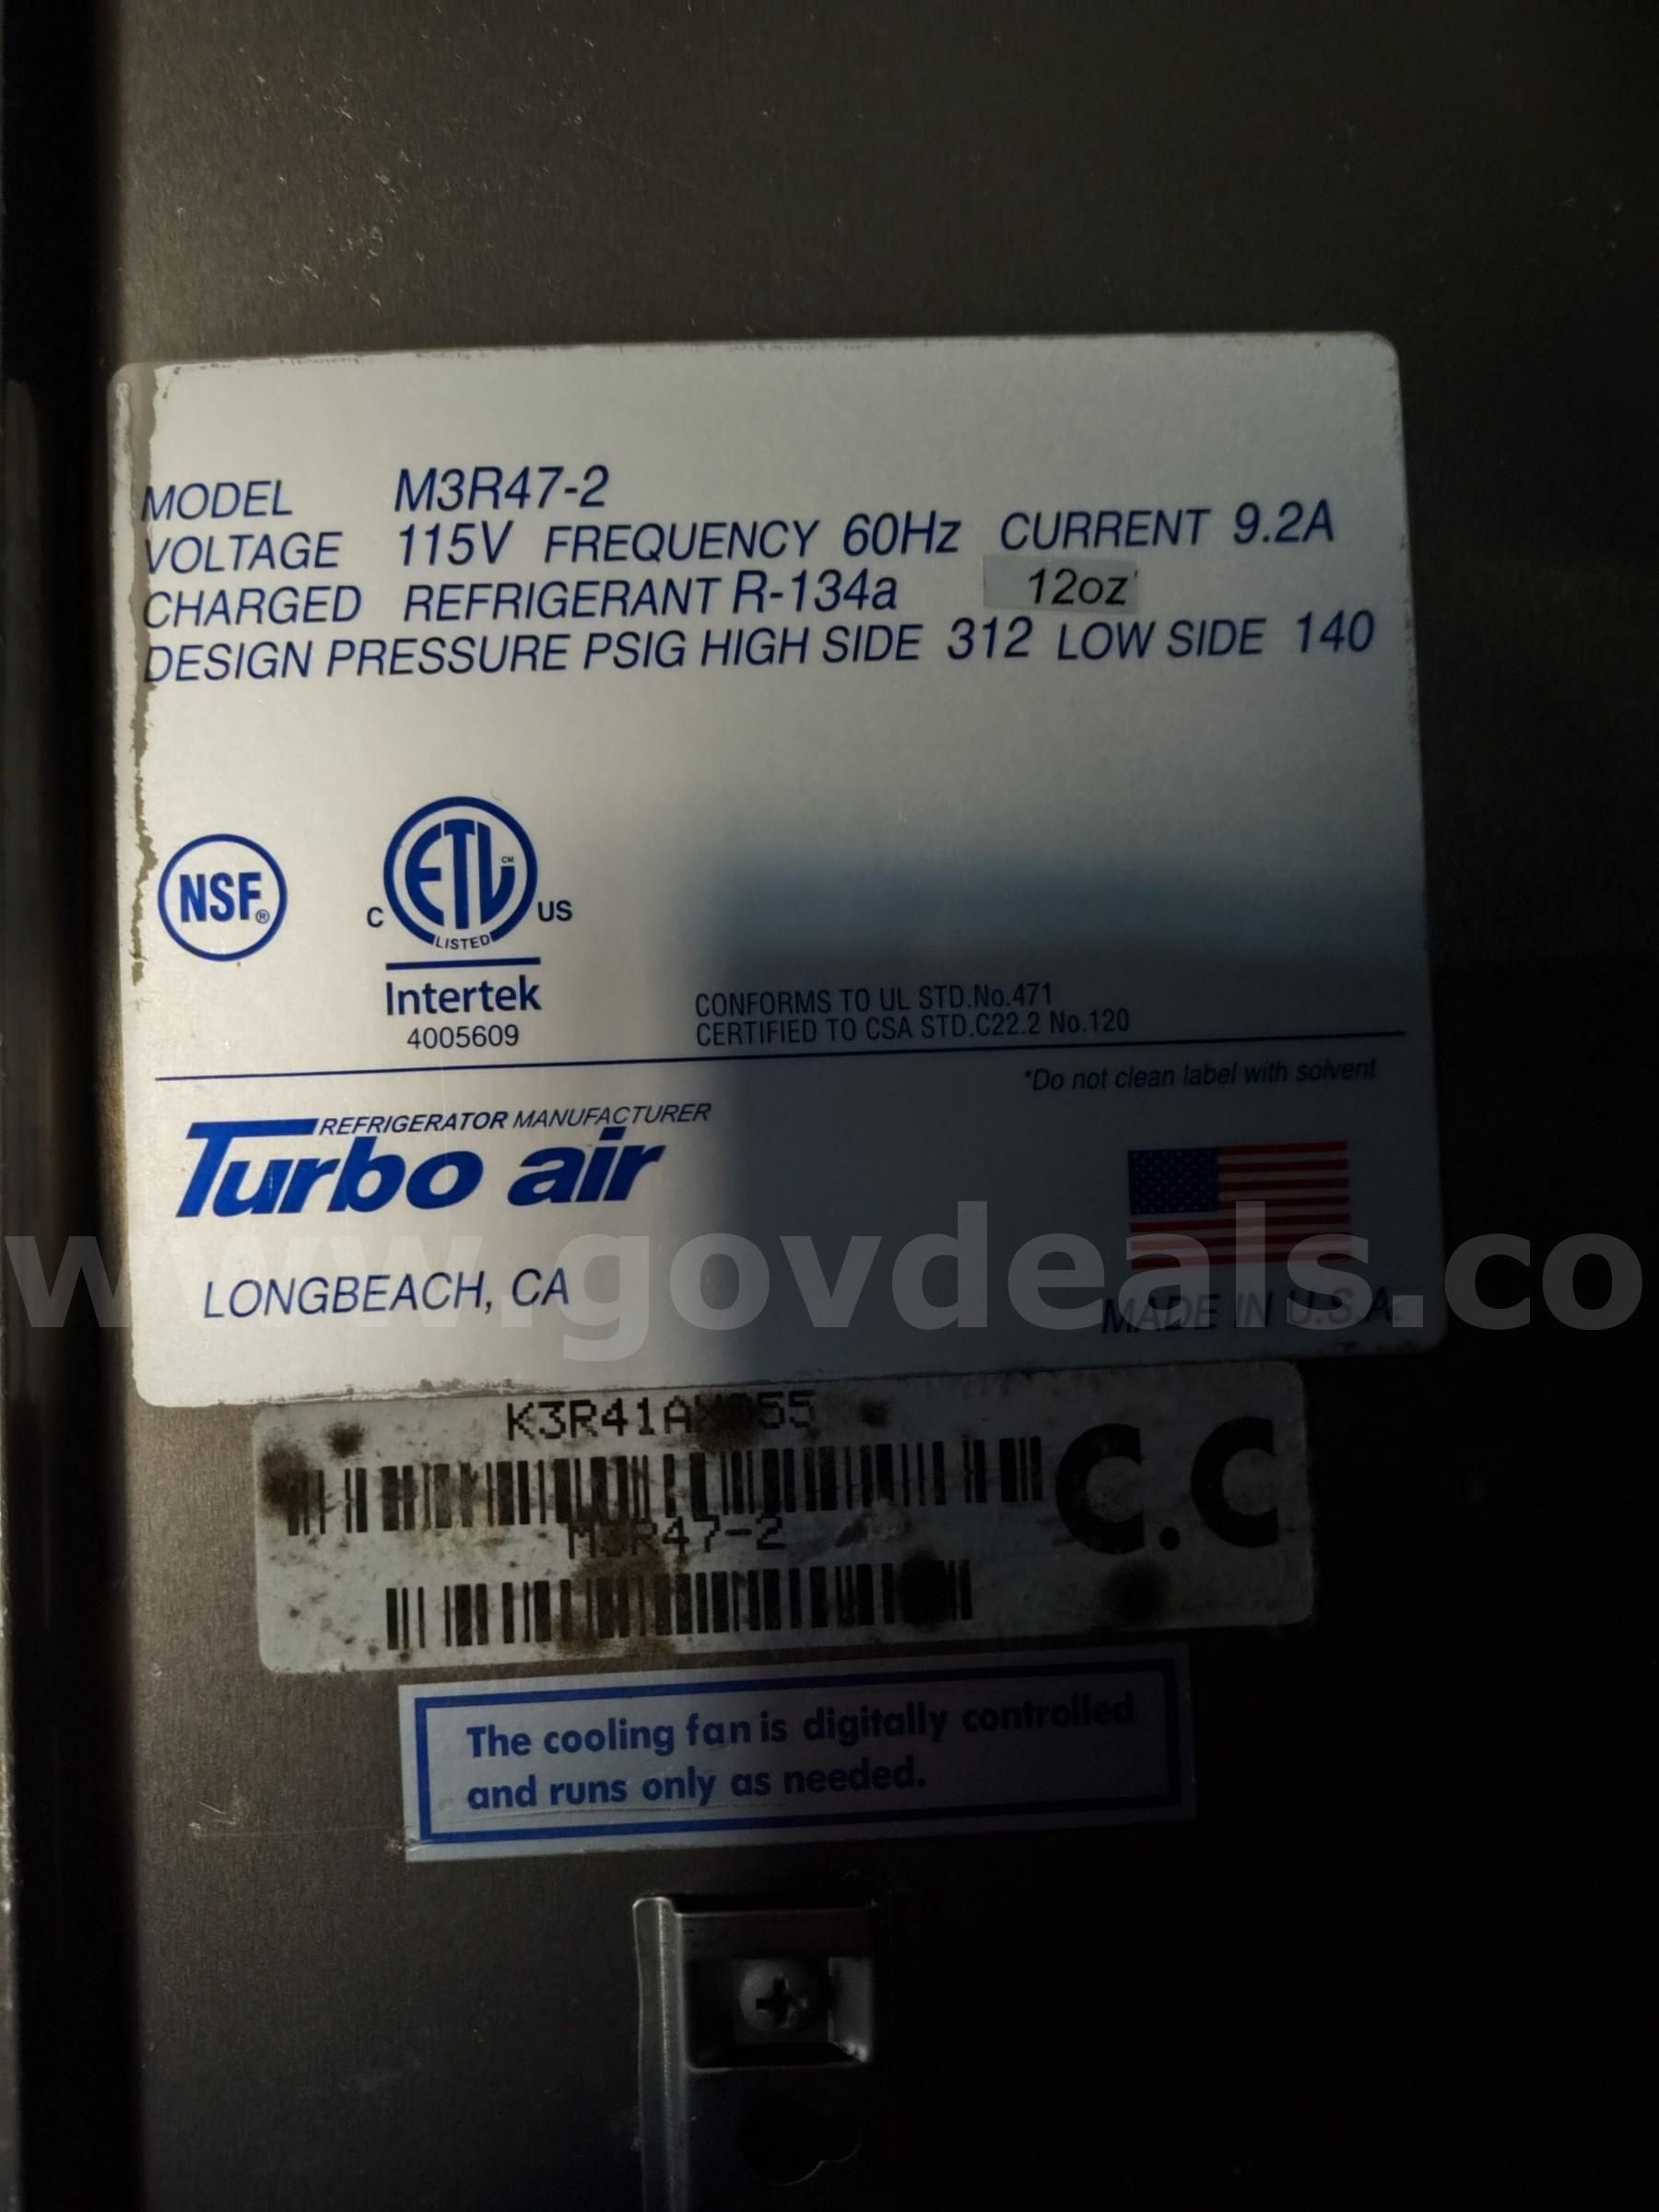 MODEL M3R47-2
VOLTAGE 115V FREQUENCY 60Hz CURRENT 9.2A
CHARGED REFRIGERANT R-134a 12oz
DESIGN PRESSURE PSIG HIGH SIDE 312 LOW SIDE 140
NSF®
C ETL CM US
LISTED
Intertek
4005609
CONFORMS TO UL STD.No.471
CERTIFIED TO CSA STD.C22.2 No.120
*Do not clean label with solvent
REFRIGERATOR MANUFACTURER
Turbo air
www.govdeals.co
LONGBEACH, CA
MADE IN U.S.A.
C.C
M3R47-2
The cooling fan is digitally controlled
and runs only as needed.